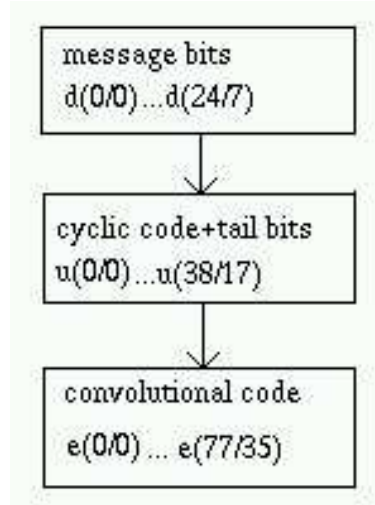 message bits
d(0/0) ...d(24/7)
cyclic code+tail bits
u(0/0) ...u(38/17)
convolutional code
e(0/0) ... e(77/35)